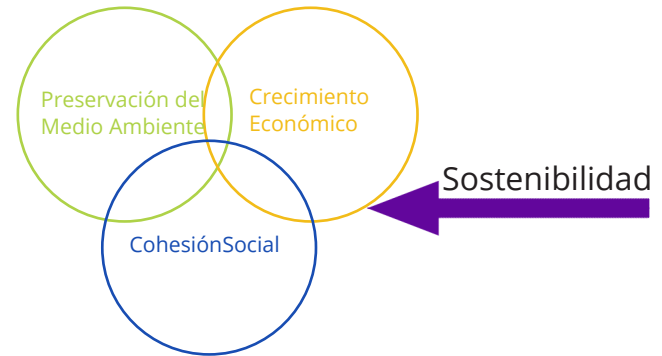 Preservación del
Medio Ambiente
Crecimiento
Económico
Sostenibilidad
CohesiónSocial